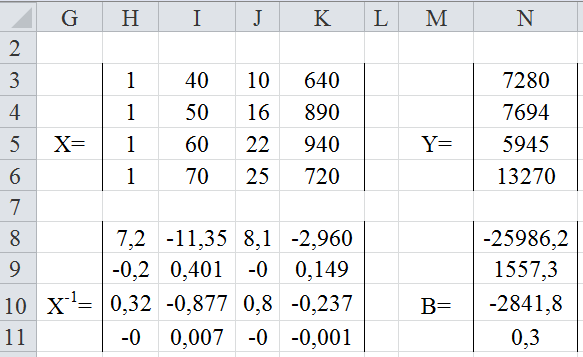 G H I J K L M N
2
3 1 40 10 640 7280
4 1 50 16 890 7694
5 X= 1 60 22 940 Y= 5945
6 1 70 25 720 13270
7
8 7,2 -11,35 8,1 -2,960 -25986,2
9 -0,2 0,401 -0 0,149 1557,3
10 X⁻¹= 0,32 -0,877 0,8 -0,237 B= -2841,8
11 -0 0,007 -0 -0,001 0,3